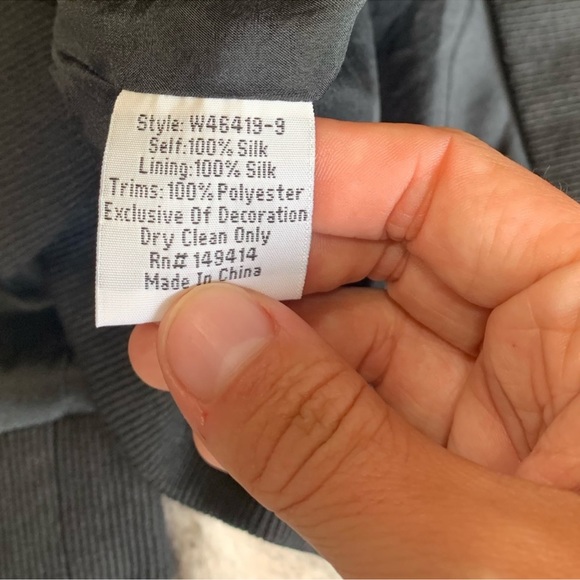 Style: W46419-9
Self:100% Silk
Lining:100% Silk
Trims: 100% Polyester
Exclusive Of Decoration
Dry Clean Only
Rn# 149414
Made In China